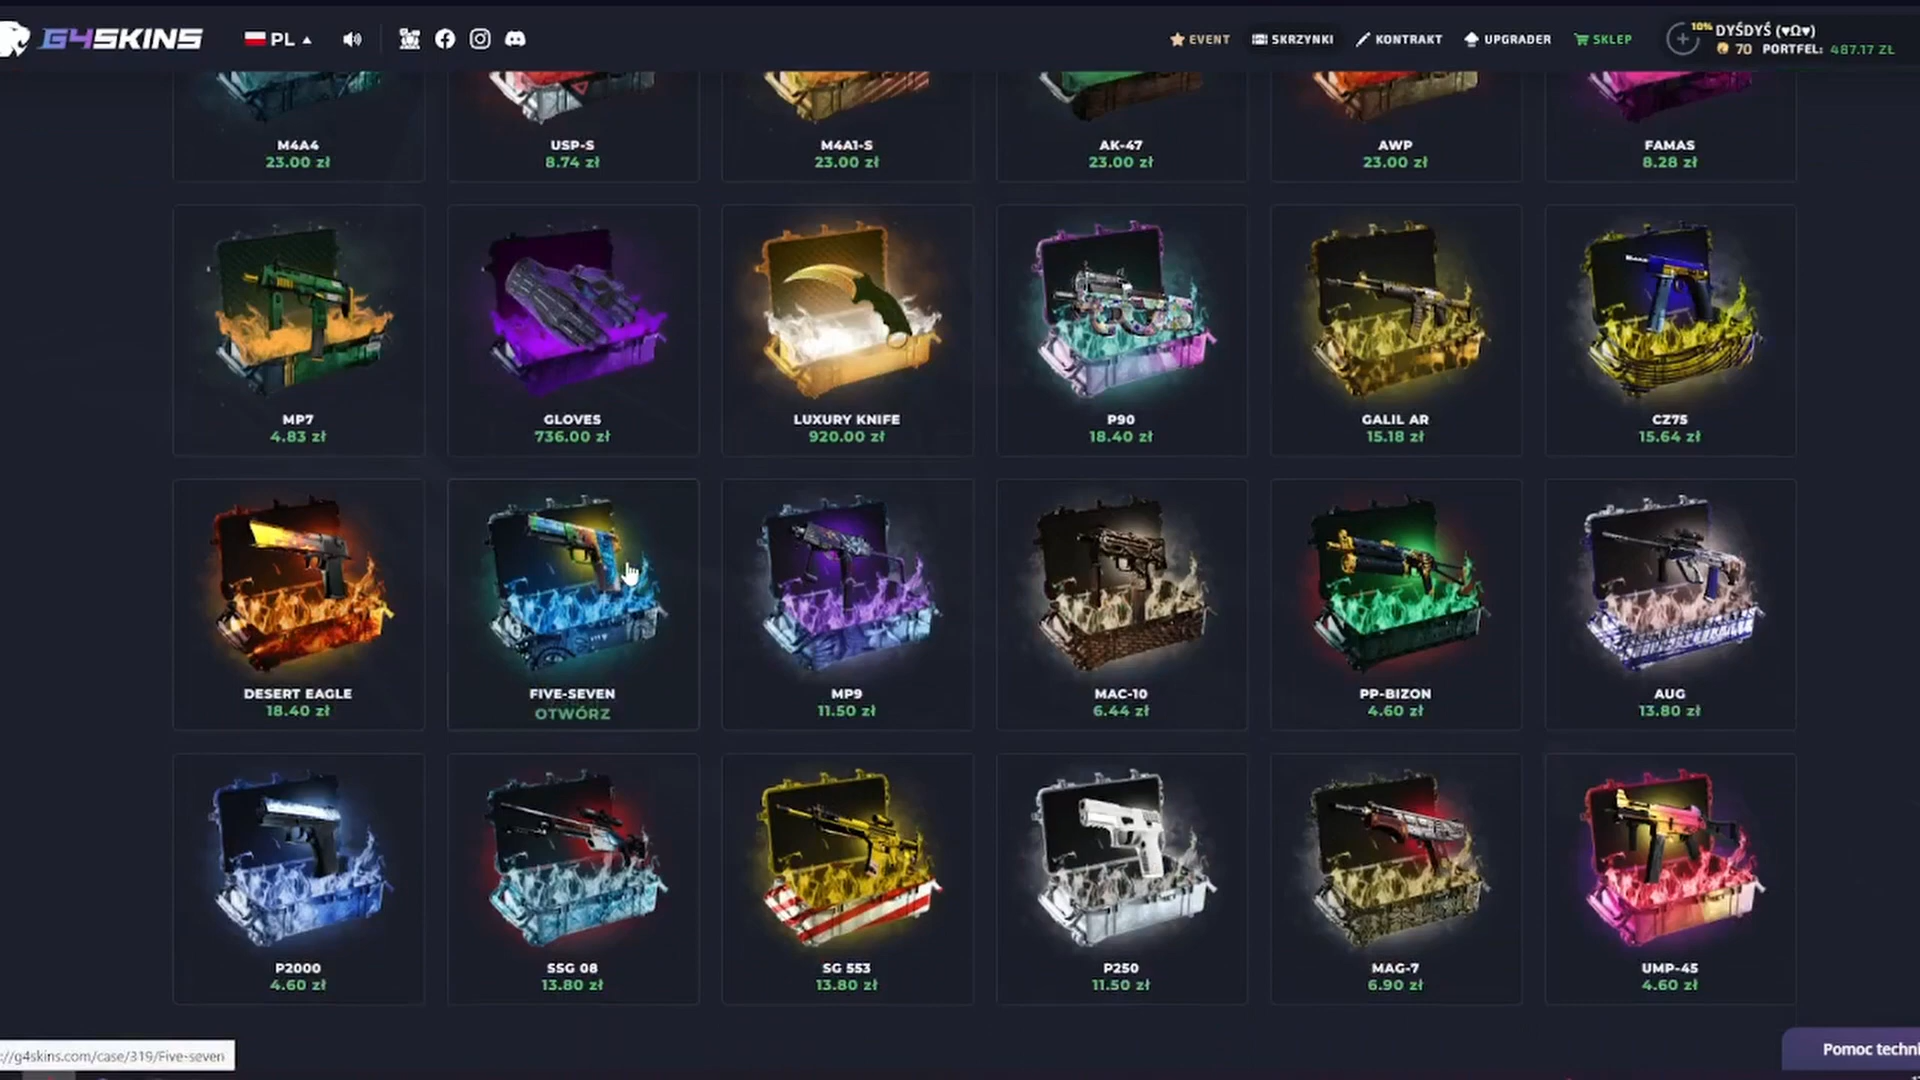 G4SKINS
PL
EVENT
SKRZYNKI
KONTRAKT
UPGRADER
SKLEP
10%
DYŚDYŚ (♥Ω♥)
70 PORTFEL: 487.17 ZŁ
M4A4
23.00 zł
USP-S
8.74 zł
M4A1-S
23.00 zł
AK-47
23.00 zł
AWP
23.00 zł
FAMAS
8.28 zł
MP7
4.83 zł
GLOVES
736.00 zł
LUXURY KNIFE
920.00 zł
P90
18.40 zł
GALIL AR
15.18 zł
CZ75
15.64 zł
DESERT EAGLE
18.40 zł
FIVE-SEVEN
OTWÓRZ
MP9
11.50 zł
MAC-10
6.44 zł
PP-BIZON
4.60 zł
AUG
13.80 zł
P2000
4.60 zł
SSG 08
13.80 zł
SG 553
13.80 zł
P250
11.50 zł
MAG-7
6.90 zł
UMP-45
4.60 zł
://g4skins.com/case/319/Five-seven
Pomoc techni